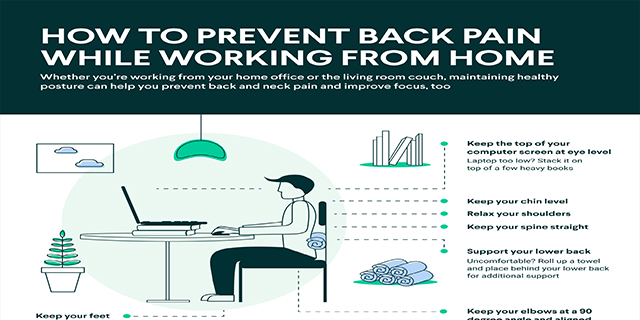 HOW TO PREVENT BACK PAIN
WHILE WORKING FROM HOME
Whether you're working from your home office or the living room couch, maintaining healthy
posture can help you prevent back and neck pain and improve focus, too
Keep the top of your
computer screen at eye level
Laptop too low? Stack it on
top of a few heavy books
Keep your chin level
Relax your shoulders
Keep your spine straight
Support your lower back
Uncomfortable? Roll up a towel
and place behind your lower back
for additional support
Keep your feet
Keep your elbows at a 90
degree angle and aligned